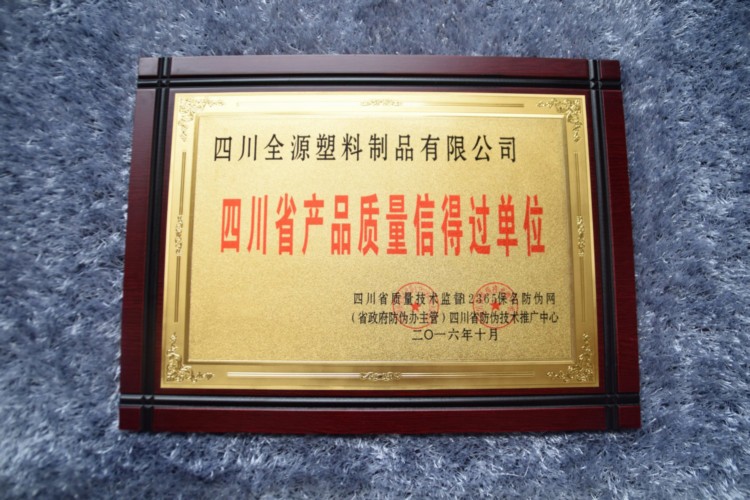 四川全源塑料制品有限公司
四川省产品质量信得过单位
四川省质量技术监督12365保名防伪网
（省政府防伪办主管）四川省防伪技术推广中心
二〇一六年十月